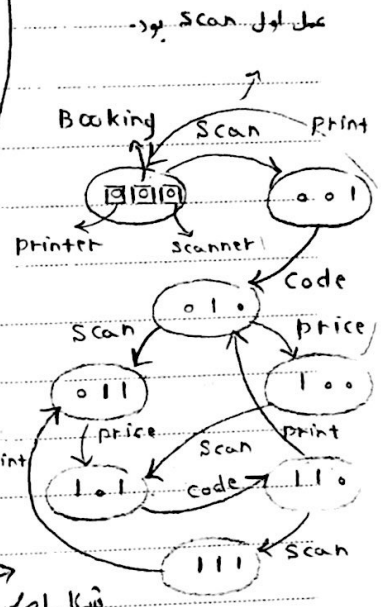 عمل اول scan بود.
Booking
Scan
print
000
001
printer
scanner
Code
010
Scan
price
011
100
price
Scan
print
int
101
code
110
Scan
111